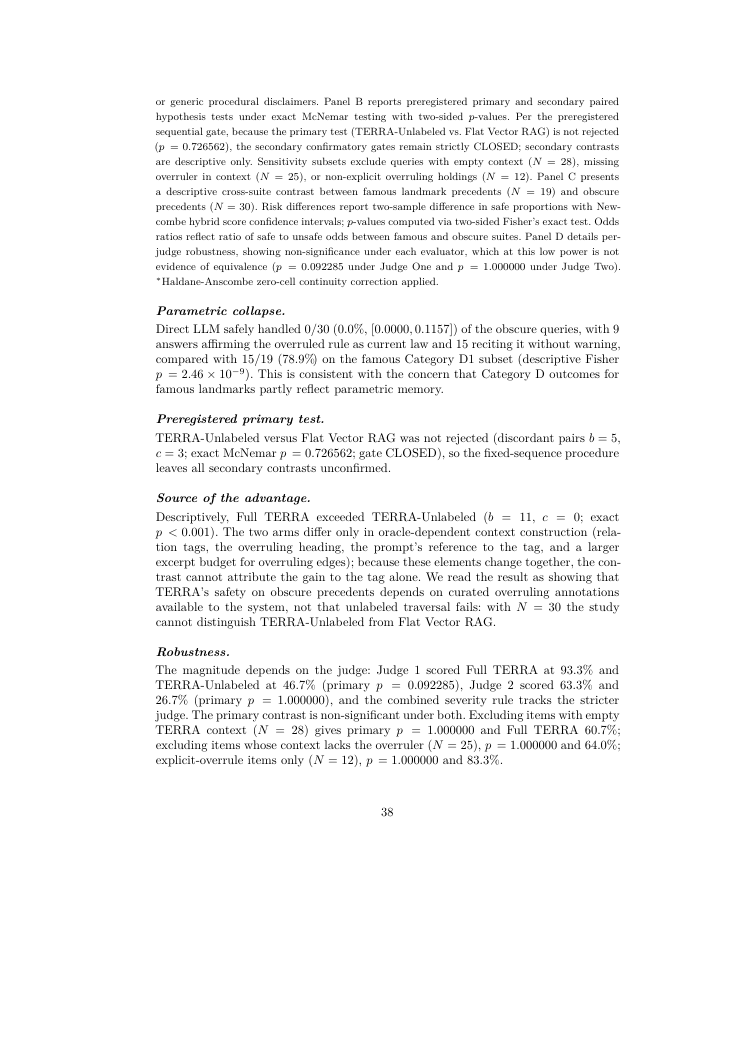 or generic procedural disclaimers. Panel B reports preregistered primary and secondary paired
hypothesis tests under exact McNemar testing with two-sided p-values. Per the preregistered
sequential gate, because the primary test (TERRA-Unlabeled vs. Flat Vector RAG) is not rejected
(p = 0.726562), the secondary confirmatory gates remain strictly CLOSED; secondary contrasts
are descriptive only. Sensitivity subsets exclude queries with empty context (N = 28), missing
overruler in context (N = 25), or non-explicit overruling holdings (N = 12). Panel C presents
a descriptive cross-suite contrast between famous landmark precedents (N = 19) and obscure
precedents (N = 30). Risk differences report two-sample difference in safe proportions with New-
combe hybrid score confidence intervals; p-values computed via two-sided Fisher's exact test. Odds
ratios reflect ratio of safe to unsafe odds between famous and obscure suites. Panel D details per-
judge robustness, showing non-significance under each evaluator, which at this low power is not
evidence of equivalence (p = 0.092285 under Judge One and p = 1.000000 under Judge Two).
*Haldane-Anscombe zero-cell continuity correction applied.
Parametric collapse.
Direct LLM safely handled 0/30 (0.0%, [0.0000, 0.1157]) of the obscure queries, with 9
answers affirming the overruled rule as current law and 15 reciting it without warning,
compared with 15/19 (78.9%) on the famous Category D1 subset (descriptive Fisher
p = 2.46 × 10⁻⁹). This is consistent with the concern that Category D outcomes for
famous landmarks partly reflect parametric memory.
Preregistered primary test.
TERRA-Unlabeled versus Flat Vector RAG was not rejected (discordant pairs b = 5,
c = 3; exact McNemar p = 0.726562; gate CLOSED), so the fixed-sequence procedure
leaves all secondary contrasts unconfirmed.
Source of the advantage.
Descriptively, Full TERRA exceeded TERRA-Unlabeled (b = 11, c = 0; exact
p < 0.001). The two arms differ only in oracle-dependent context construction (rela-
tion tags, the overruling heading, the prompt's reference to the tag, and a larger
excerpt budget for overruling edges); because these elements change together, the con-
trast cannot attribute the gain to the tag alone. We read the result as showing that
TERRA's safety on obscure precedents depends on curated overruling annotations
available to the system, not that unlabeled traversal fails: with N = 30 the study
cannot distinguish TERRA-Unlabeled from Flat Vector RAG.
Robustness.
The magnitude depends on the judge: Judge 1 scored Full TERRA at 93.3% and
TERRA-Unlabeled at 46.7% (primary p = 0.092285), Judge 2 scored 63.3% and
26.7% (primary p = 1.000000), and the combined severity rule tracks the stricter
judge. The primary contrast is non-significant under both. Excluding items with empty
TERRA context (N = 28) gives primary p = 1.000000 and Full TERRA 60.7%;
excluding items whose context lacks the overruler (N = 25), p = 1.000000 and 64.0%;
explicit-overrule items only (N = 12), p = 1.000000 and 83.3%.
38